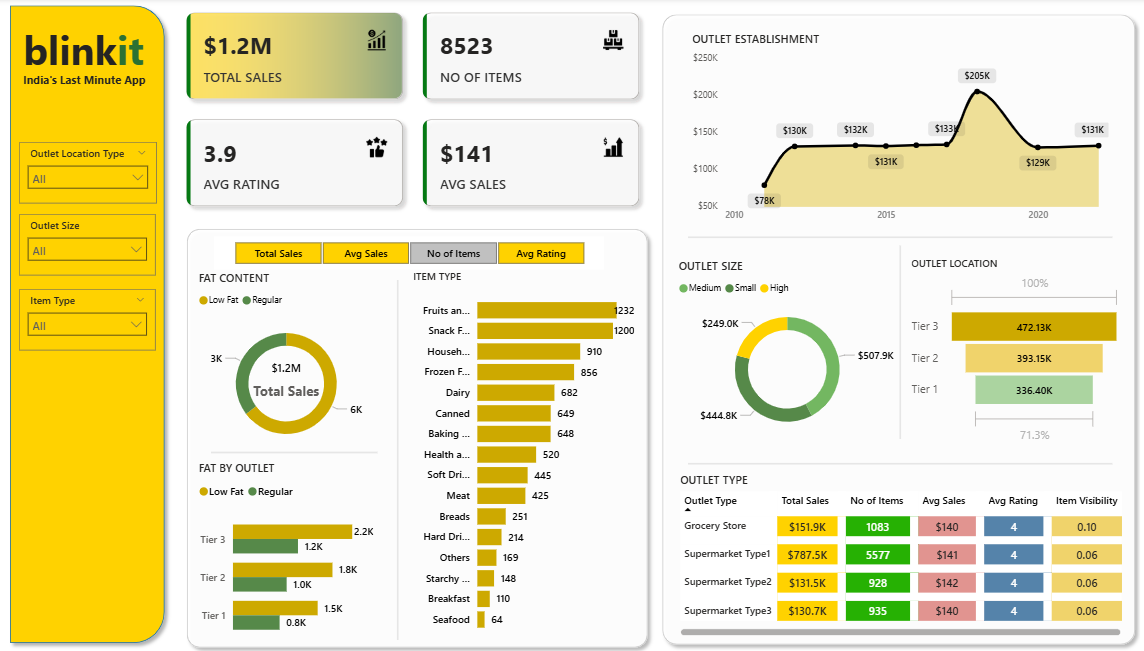 blinkit
India's Last Minute App
Outlet Location Type
All
Outlet Size
All
Item Type
All
$1.2M
TOTAL SALES
8523
NO OF ITEMS
3.9
AVG RATING
$141
AVG SALES
Total Sales
Avg Sales
No of Items
Avg Rating
FAT CONTENT
Low Fat
Regular
3K
$1.2M
Total Sales
6K
FAT BY OUTLET
Low Fat
Regular
Tier 3
2.2K
1.2K
Tier 2
1.8K
1.0K
Tier 1
1.5K
0.8K
ITEM TYPE
Fruits an... 1232
Snack F... 1200
Househ... 910
Frozen F... 856
Dairy 682
Canned 649
Baking ... 648
Health a... 520
Soft Dri... 445
Meat 425
Breads 251
Hard Dri... 214
Others 169
Starchy ... 148
Breakfast 110
Seafood 64
OUTLET ESTABLISHMENT
$250K
$200K
$150K
$100K
$50K
$78K
$130K
$132K
$131K
$133K
$205K
$129K
$131K
2010 2015 2020
OUTLET SIZE
Medium Small High
$249.0K
$507.9K
$444.8K
OUTLET LOCATION
100%
Tier 3 472.13K
Tier 2 393.15K
Tier 1 336.40K
71.3%
OUTLET TYPE
Outlet Type Total Sales No of Items Avg Sales Avg Rating Item Visibility
Grocery Store $151.9K 1083 $140 4 0.10
Supermarket Type1 $787.5K 5577 $141 4 0.06
Supermarket Type2 $131.5K 928 $142 4 0.06
Supermarket Type3 $130.7K 935 $140 4 0.06